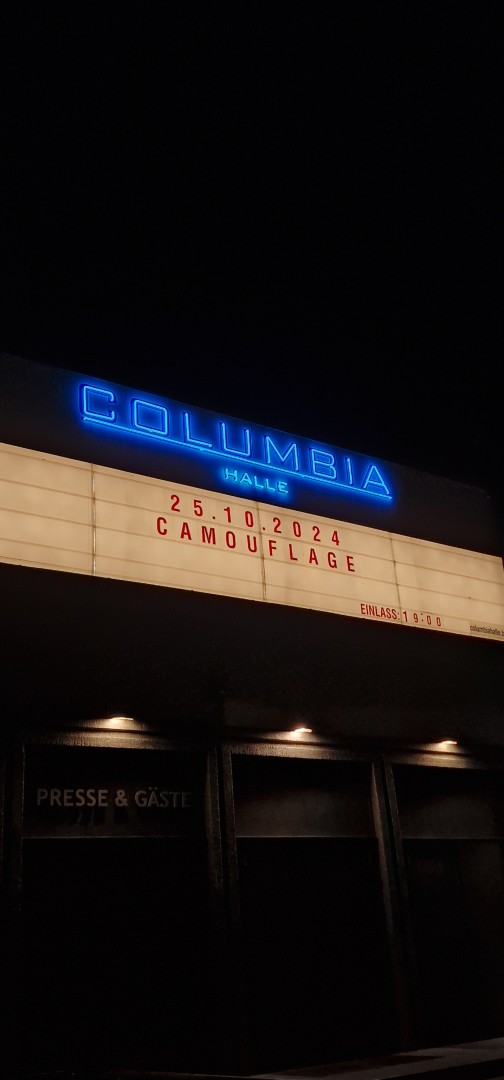 COLUMBIA
HALLE
25.10.2024
CAMOUFLAGE
EINLASS: 19:00
PRESSE & GÄSTE